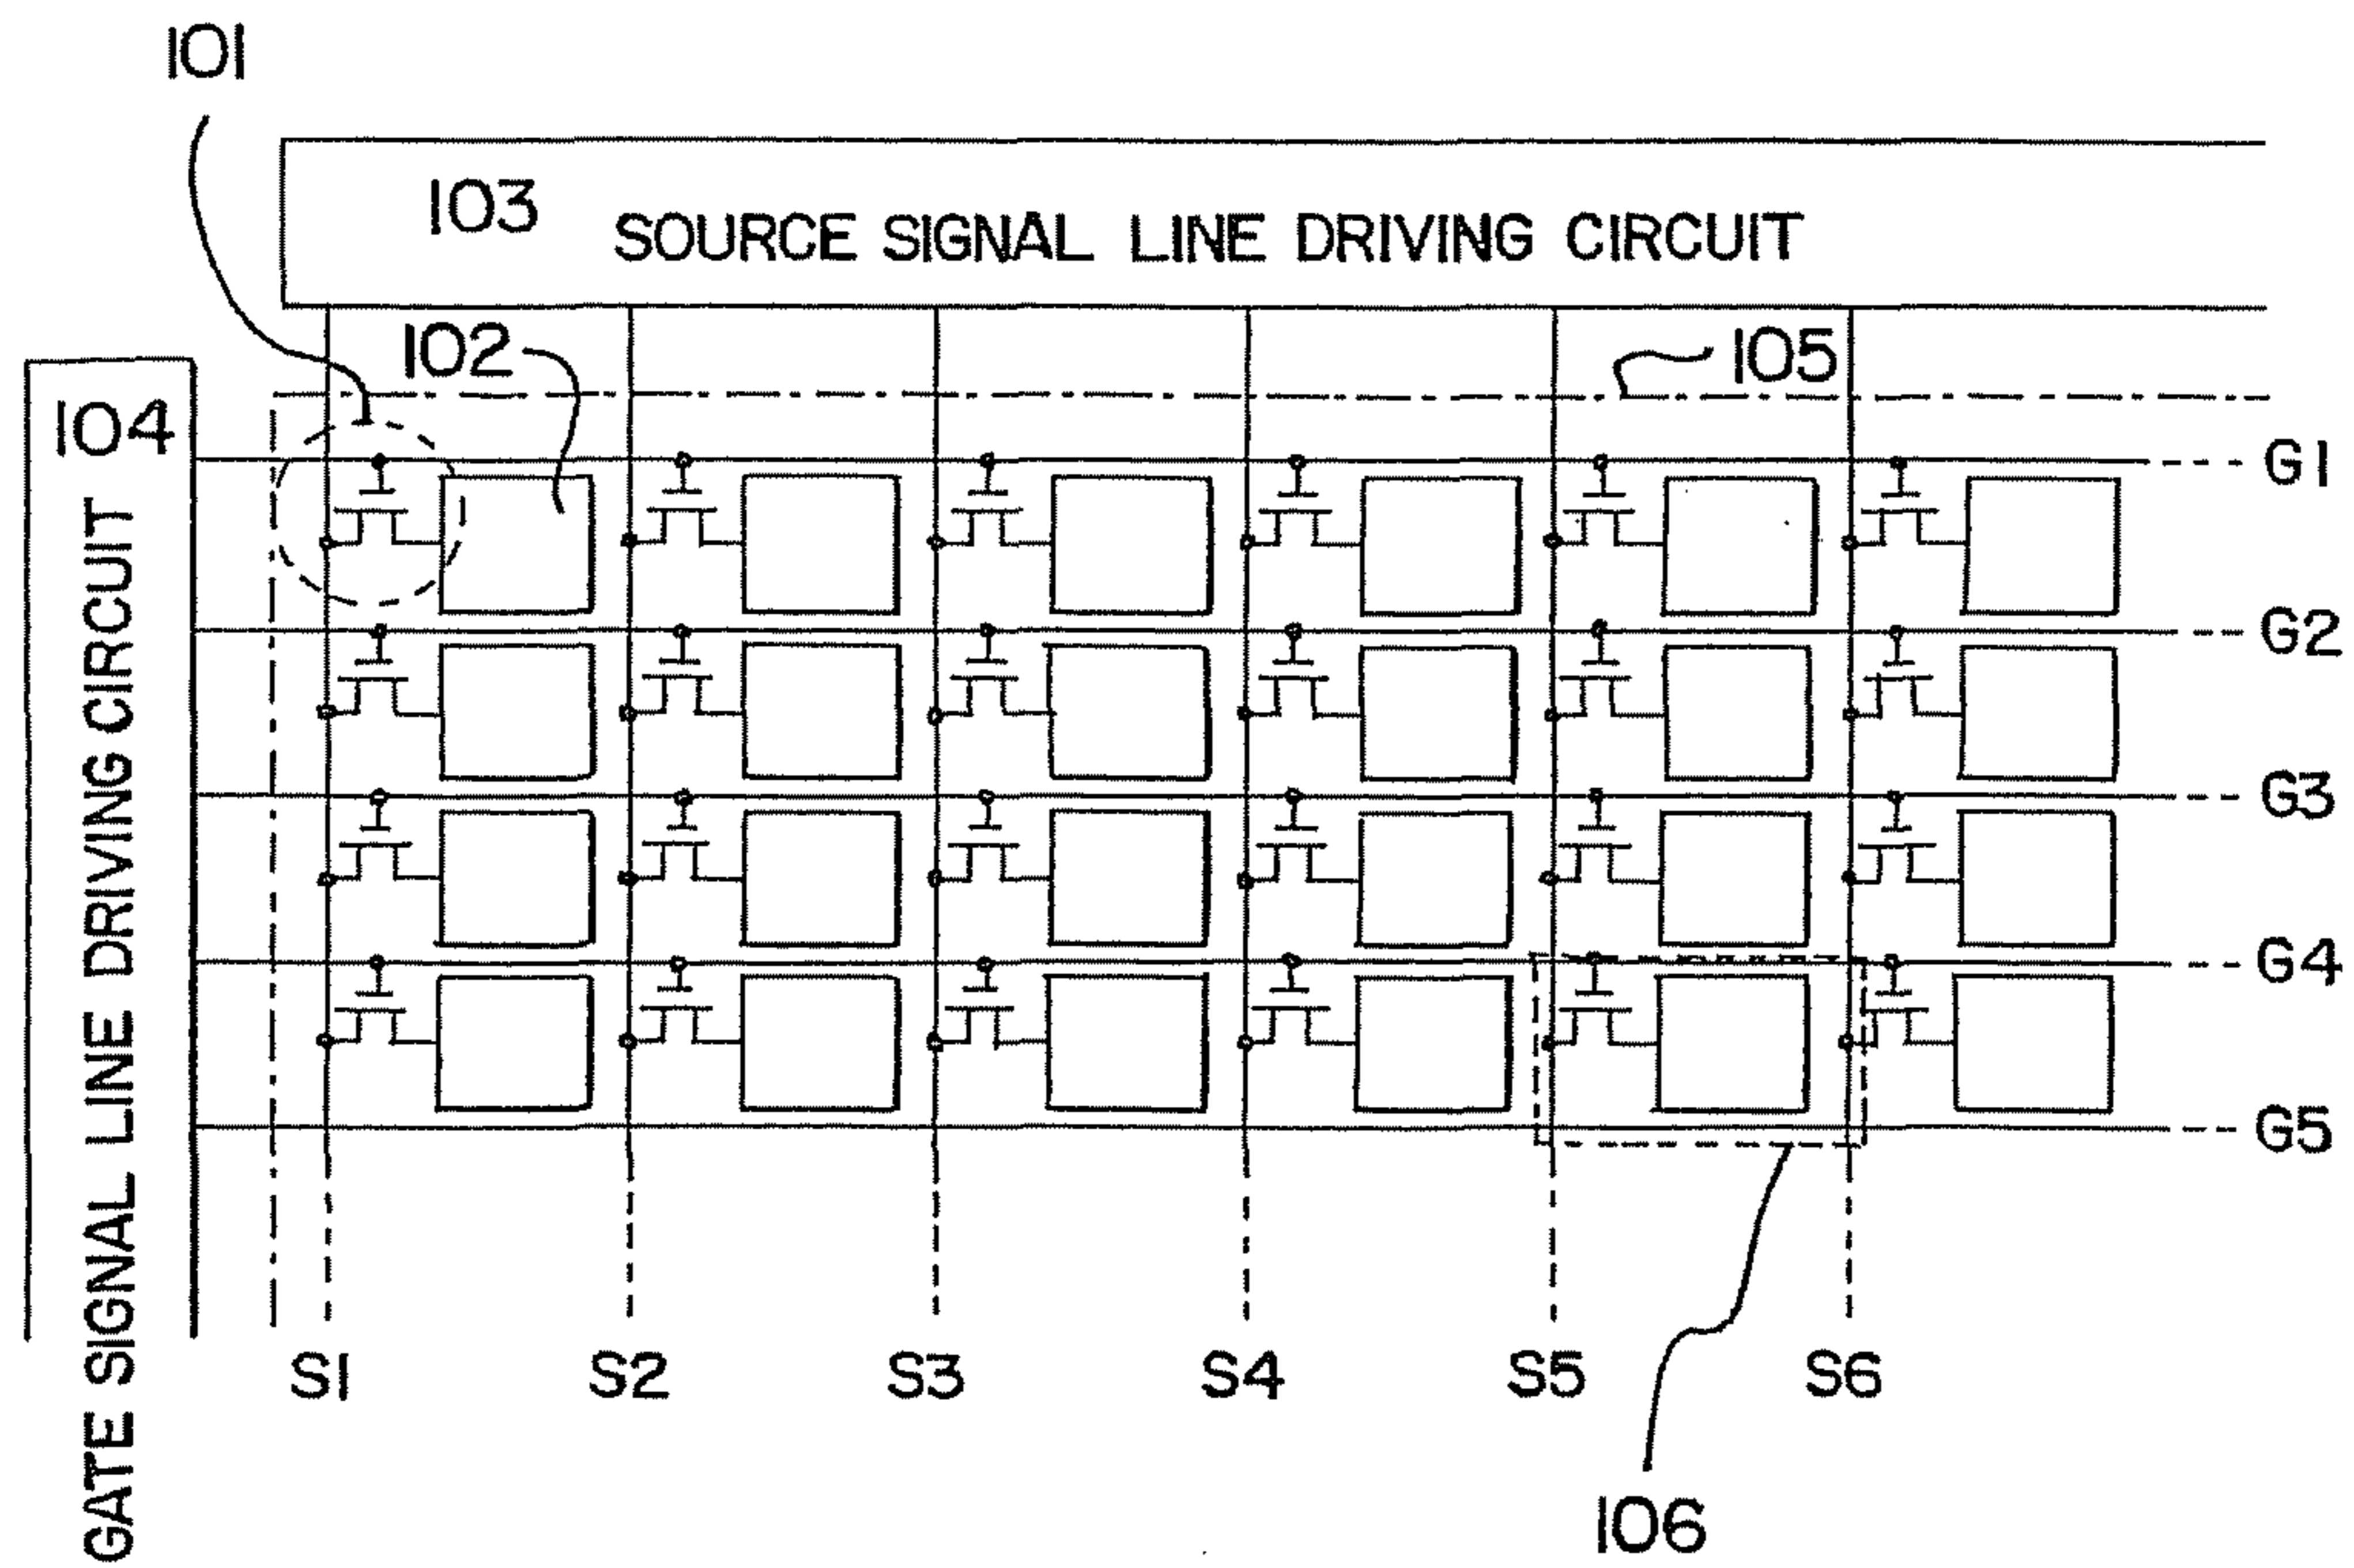 101
103
SOURCE SIGNAL LINE DRIVING CIRCUIT
102
105
104
GATE SIGNAL LINE DRIVING CIRCUIT
G1
G2
G3
G4
G5
S1 S2 S3 S4 S5 S6
106